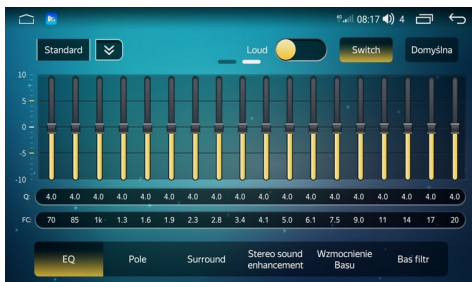 4G 08:17 4
Standard Loud Switch Domyślna
10
5
0
-5
-10
Q: 4.0 4.0 4.0 4.0 4.0 4.0 4.0 4.0 4.0 4.0 4.0 4.0 4.0 4.0 4.0 4.0
FC: 70 85 1k 1.3 1.6 1.9 2.3 2.8 3.4 4.1 5.0 6.1 7.5 9.0 11 14 17 20
EQ Pole Surround Stereo sound enhancement Wzmocnienie Basu Bas filtr